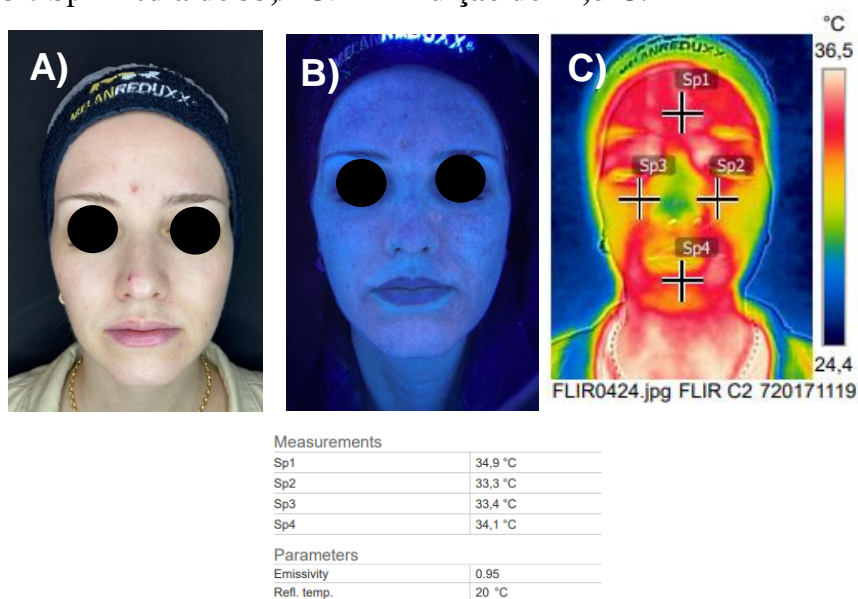 A)
B)
C)
MELANREDUXX
MELANREDUXX
°C
36,5
Sp1
Sp3
Sp2
Sp4
24,4
FLIR0424.jpg FLIR C2 720171119
Measurements
Sp1 34,9 °C
Sp2 33,3 °C
Sp3 33,4 °C
Sp4 34,1 °C
Parameters
Emissivity 0.95
Refl. temp. 20 °C